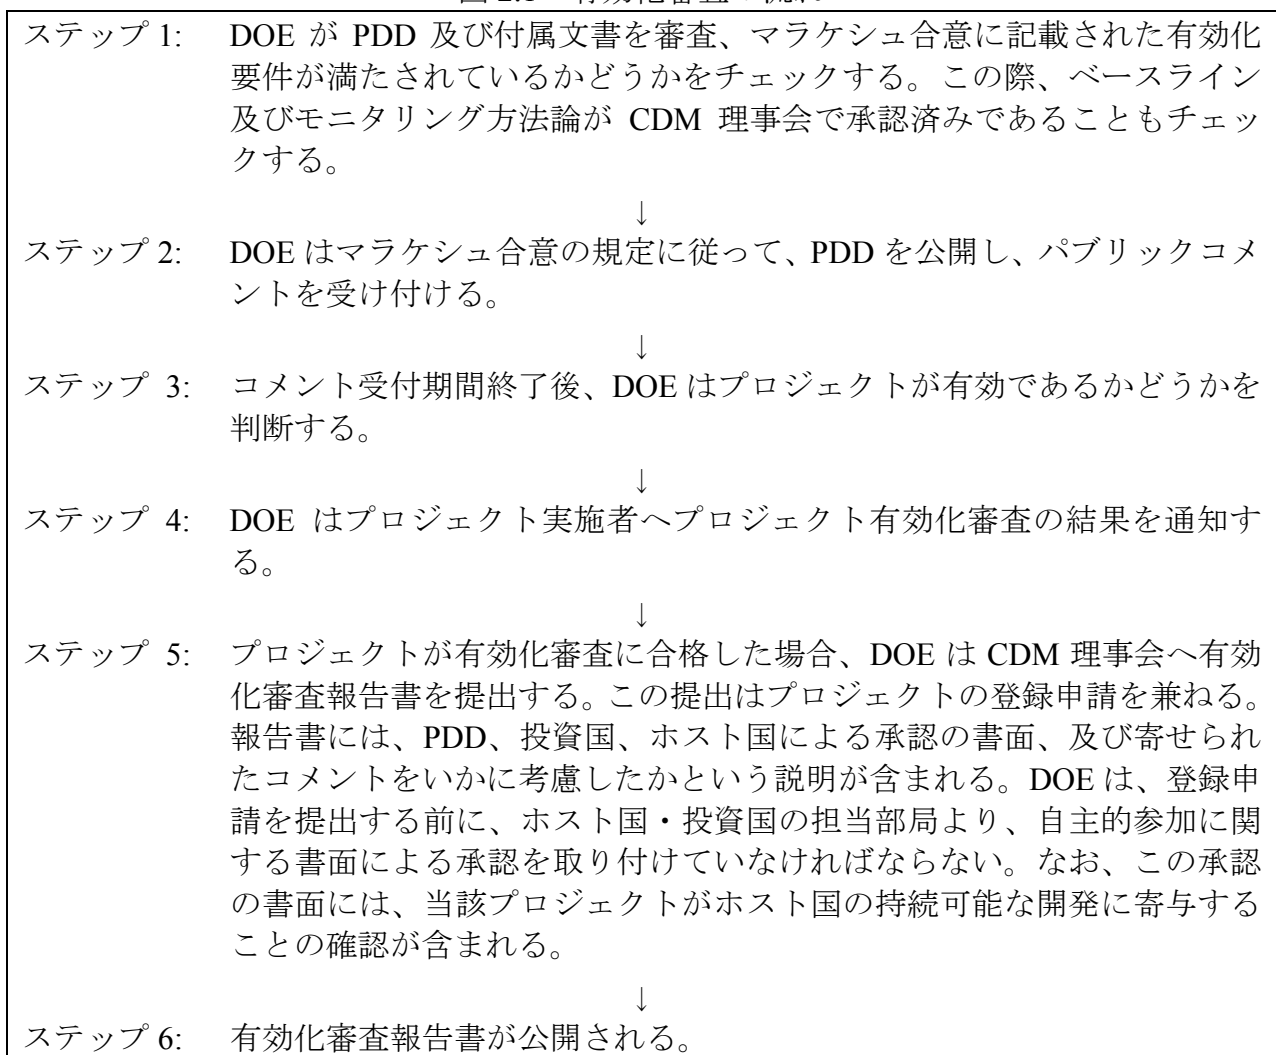 ステップ 1: DOE が PDD 及び付属文書を審査、マラケシュ合意に記載された有効化
要件が満たされているかどうかをチェックする。この際、ベースライン
及びモニタリング方法論が CDM 理事会で承認済みであることもチェッ
クする。
↓
ステップ 2: DOE はマラケシュ合意の規定に従って、PDD を公開し、パブリックコメ
ントを受け付ける。
↓
ステップ 3: コメント受付期間終了後、DOE はプロジェクトが有効であるかどうかを
判断する。
↓
ステップ 4: DOE はプロジェクト実施者へプロジェクト有効化審査の結果を通知す
る。
↓
ステップ 5: プロジェクトが有効化審査に合格した場合、DOE は CDM 理事会へ有効
化審査報告書を提出する。この提出はプロジェクトの登録申請を兼ねる。
報告書には、PDD、投資国、ホスト国による承認の書面、及び寄せられ
たコメントをいかに考慮したかという説明が含まれる。DOE は、登録申
請を提出する前に、ホスト国・投資国の担当部局より、自主的参加に関
する書面による承認を取り付けていなければならない。なお、この承認
の書面には、当該プロジェクトがホスト国の持続可能な開発に寄与する
ことの確認が含まれる。
↓
ステップ 6: 有効化審査報告書が公開される。